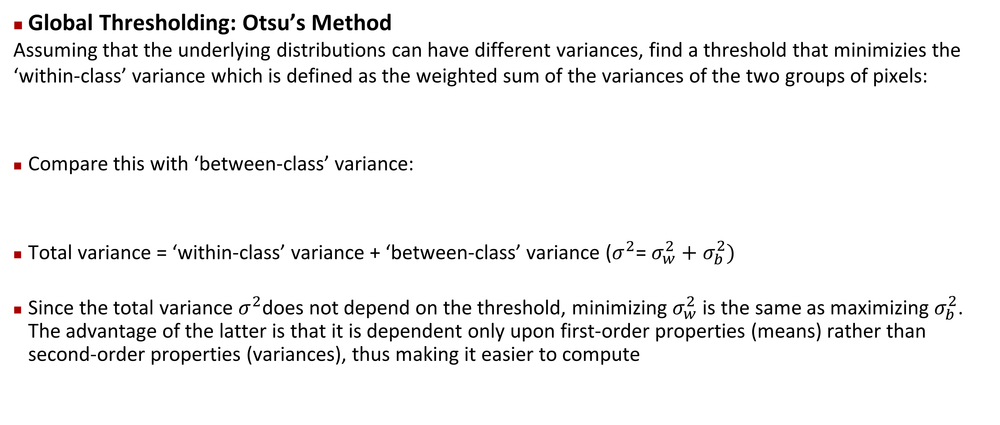 ▪ Global Thresholding: Otsu’s Method
Assuming that the underlying distributions can have different variances, find a threshold that minimizies the
‘within-class’ variance which is defined as the weighted sum of the variances of the two groups of pixels:
▪ Compare this with ‘between-class’ variance:
▪ Total variance = ‘within-class’ variance + ‘between-class’ variance ($\sigma^2 = \sigma_w^2 + \sigma_b^2$)
▪ Since the total variance $\sigma^2$ does not depend on the threshold, minimizing $\sigma_w^2$ is the same as maximizing $\sigma_b^2$.
The advantage of the latter is that it is dependent only upon first-order properties (means) rather than
second-order properties (variances), thus making it easier to compute